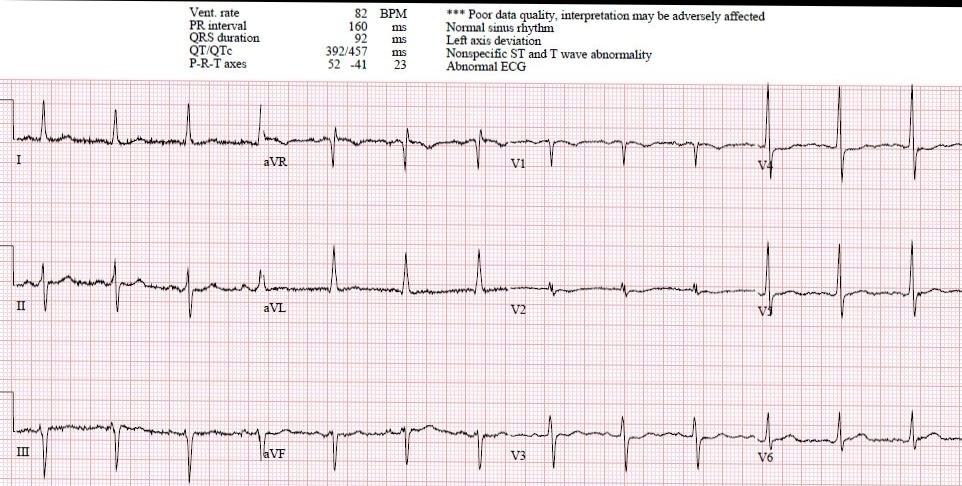 Vent. rate 82 BPM
PR interval 160 ms
QRS duration 92 ms
QT/QTc 392/457 ms
P-R-T axes 52 -41 23
*** Poor data quality, interpretation may be adversely affected
Normal sinus rhythm
Left axis deviation
Nonspecific ST and T wave abnormality
Abnormal ECG
I aVR V1 V4
II aVL V2 V5
III aVF V3 V6